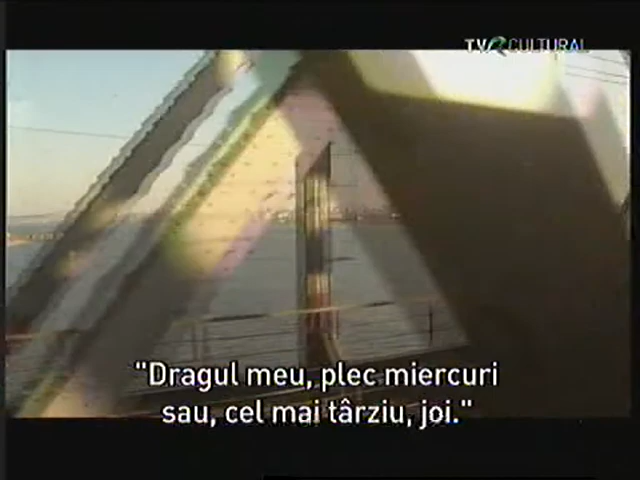 TVR CULTURAL
"Dragul meu, plec miercuri
sau, cel mai târziu, joi."